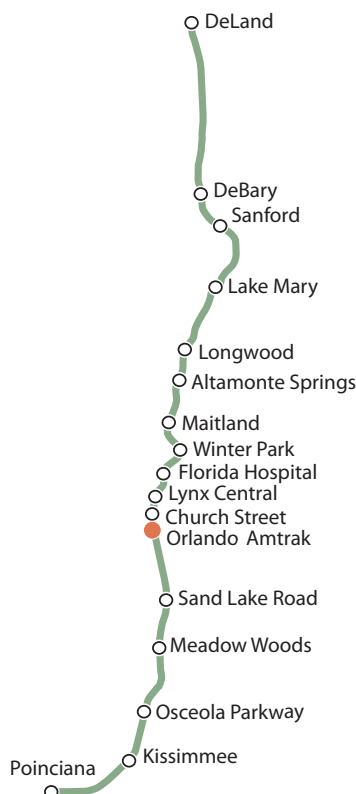 DeLand
DeBary
Sanford
Lake Mary
Longwood
Altamonte Springs
Maitland
Winter Park
Florida Hospital
Lynx Central
Church Street
Orlando Amtrak
Sand Lake Road
Meadow Woods
Osceola Parkway
Kissimmee
Poinciana